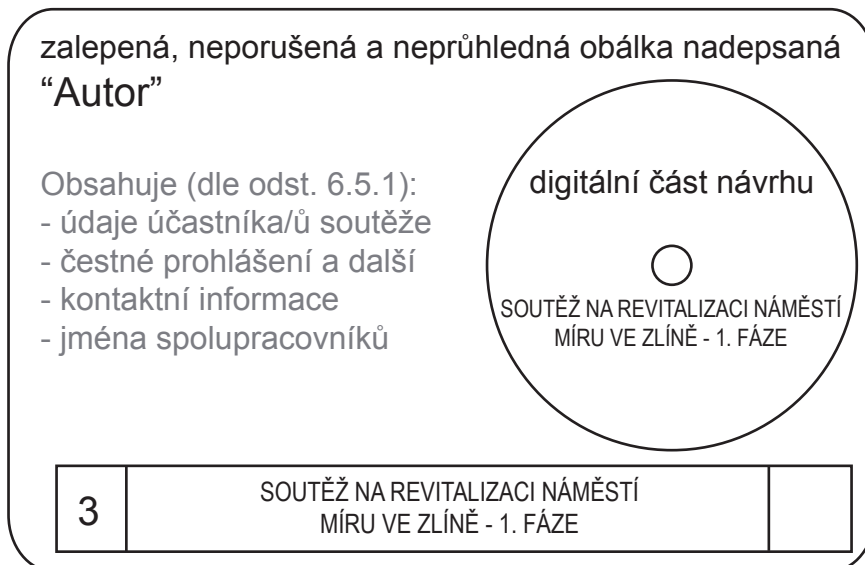 zalepená, neporušená a neprůhledná obálka nadepsaná
“Autor”
Obsahuje (dle odst. 6.5.1):
- údaje účastníka/ů soutěže
- čestné prohlášení a další
- kontaktní informace
- jména spolupracovníků
digitální část návrhu
SOUTĚŽ NA REVITALIZACI NÁMĚSTÍ
MÍRU VE ZLÍNĚ - 1. FÁZE
3
SOUTĚŽ NA REVITALIZACI NÁMĚSTÍ
MÍRU VE ZLÍNĚ - 1. FÁZE